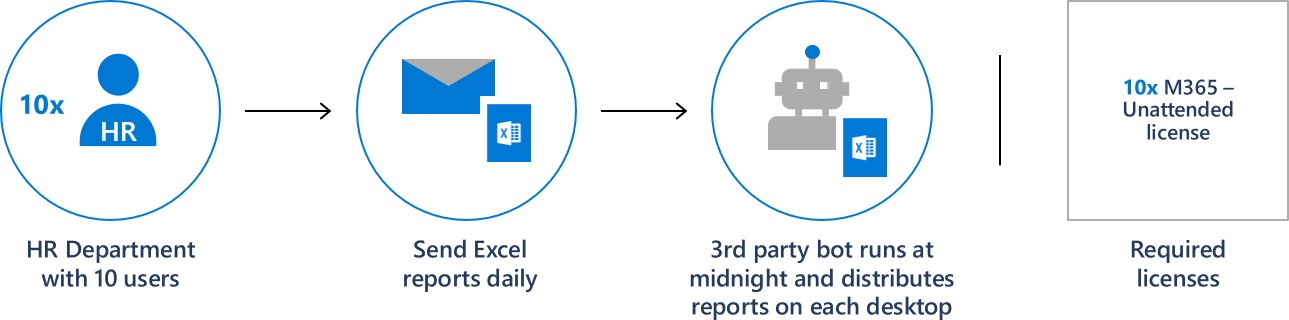 10x
HR
HR Department
with 10 users
Send Excel
reports daily
3rd party bot runs at
midnight and distributes
reports on each desktop
10x M365 –
Unattended
license
Required
licenses